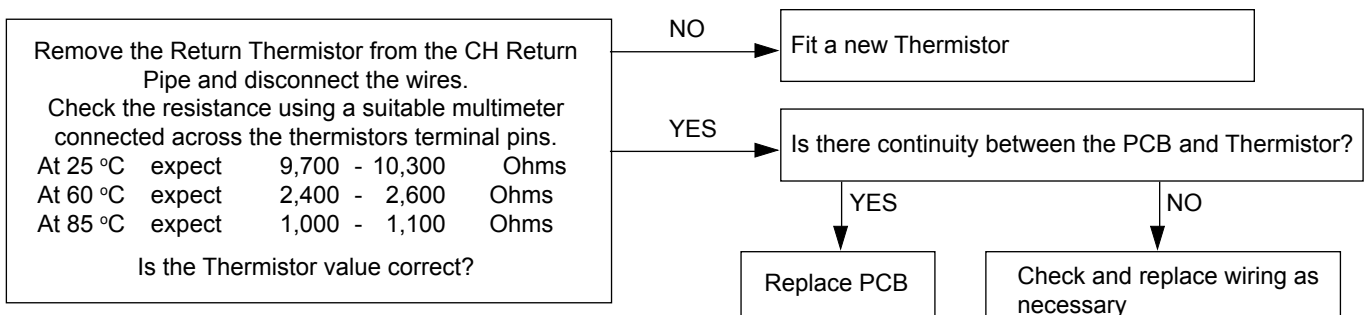 Remove the Return Thermistor from the CH Return
Pipe and disconnect the wires.
Check the resistance using a suitable multimeter
connected across the thermistors terminal pins.
At 25 °C expect 9,700 - 10,300 Ohms
At 60 °C expect 2,400 - 2,600 Ohms
At 85 °C expect 1,000 - 1,100 Ohms
Is the Thermistor value correct?
NO
Fit a new Thermistor
YES
Is there continuity between the PCB and Thermistor?
YES
Replace PCB
NO
Check and replace wiring as
necessary